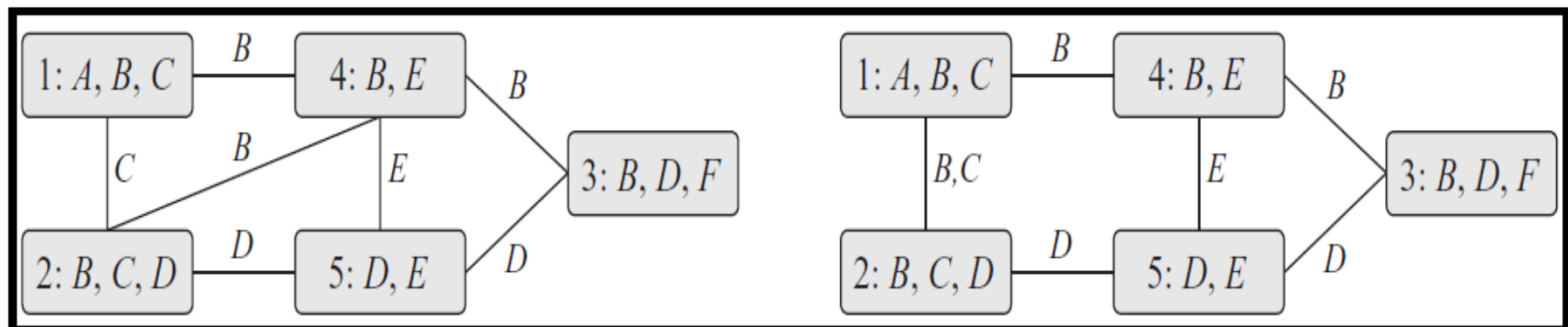 1: A, B, C
B
4: B, E
B
C
B
E
3: B, D, F
2: B, C, D
D
5: D, E
D
1: A, B, C
B
4: B, E
B
B,C
E
3: B, D, F
2: B, C, D
D
5: D, E
D